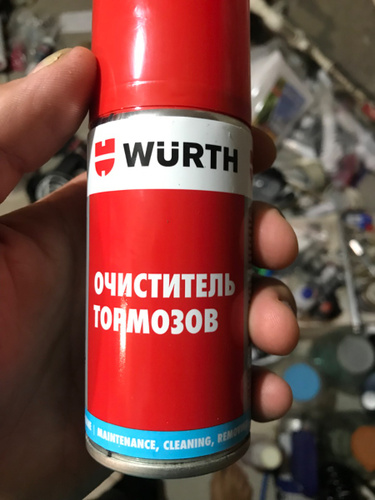 WÜRTH
ОЧИСТИТЕЛЬ
ТОРМОЗОВ
| MAINTENANCE, CLEANING,